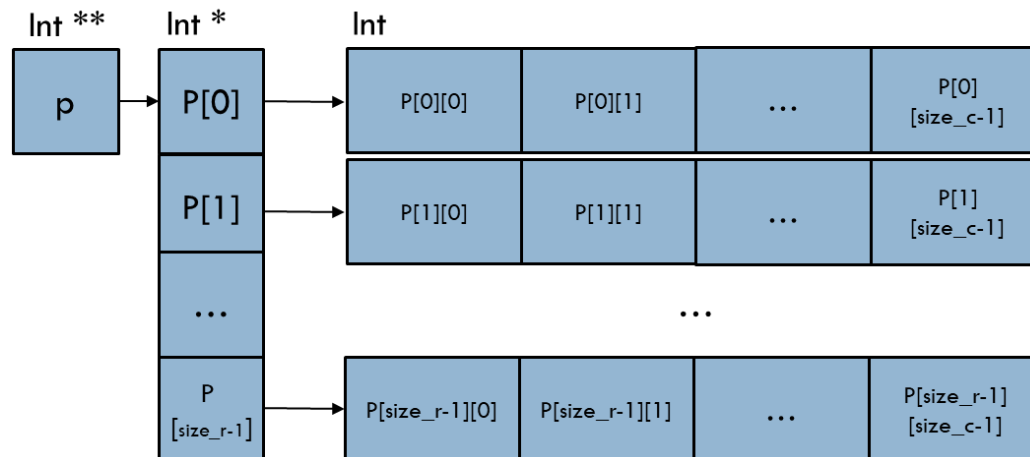 Int **
Int *
Int
p
P[0]
P[0][0]
P[0][1]
...
P[0]
[size_c-1]
P[1]
P[1][0]
P[1][1]
...
P[1]
[size_c-1]
...
...
P
[size_r-1]
P[size_r-1][0]
P[size_r-1][1]
...
P[size_r-1]
[size_c-1]